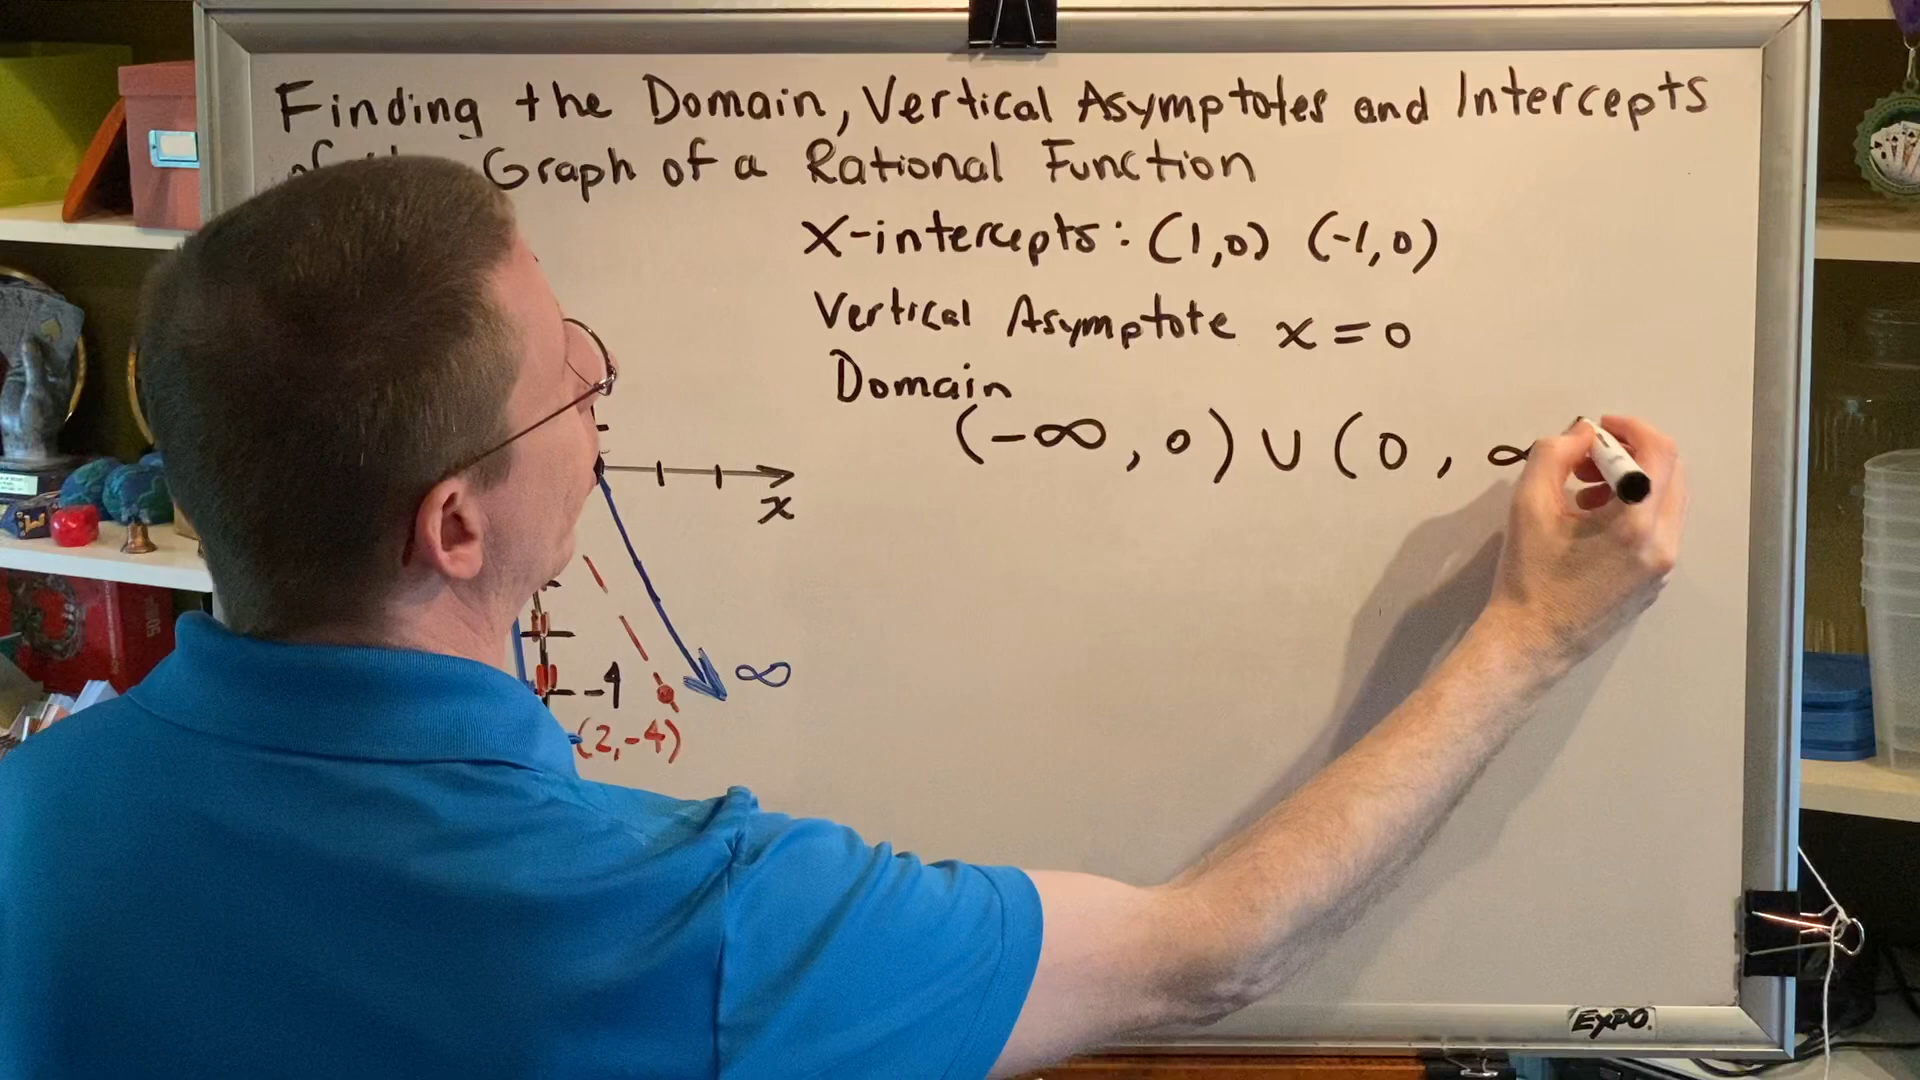 Finding the Domain, Vertical Asymptotes and Intercepts
Graph of a Rational Function
X-intercepts: (1,0) (-1,0)
Vertical Asymptote x = 0
Domain
(-∞, 0) ∪ (0, ∞
x
-4
∞
(2,-4)
EXPO